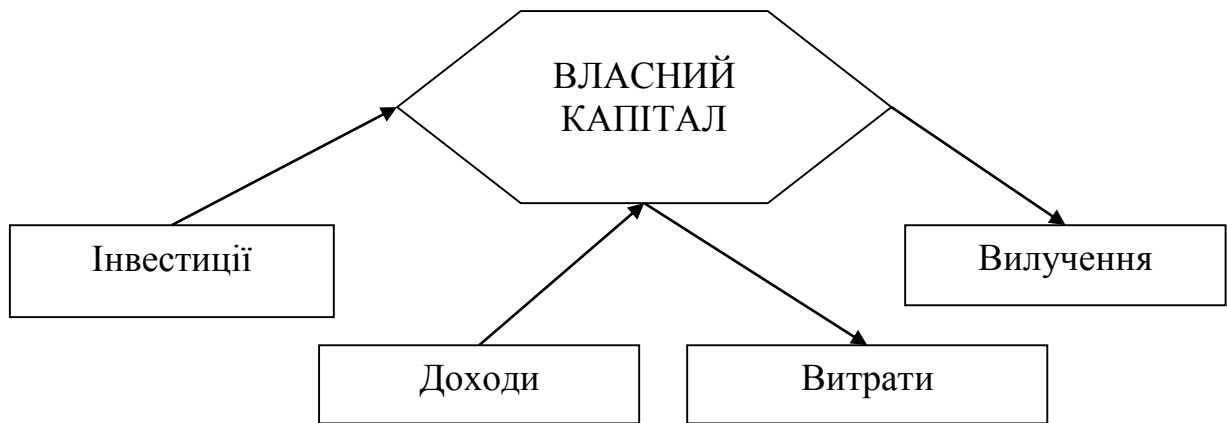 ВЛАСНИЙ
КАПІТАЛ
Інвестиції
Вилучення
Доходи
Витрати